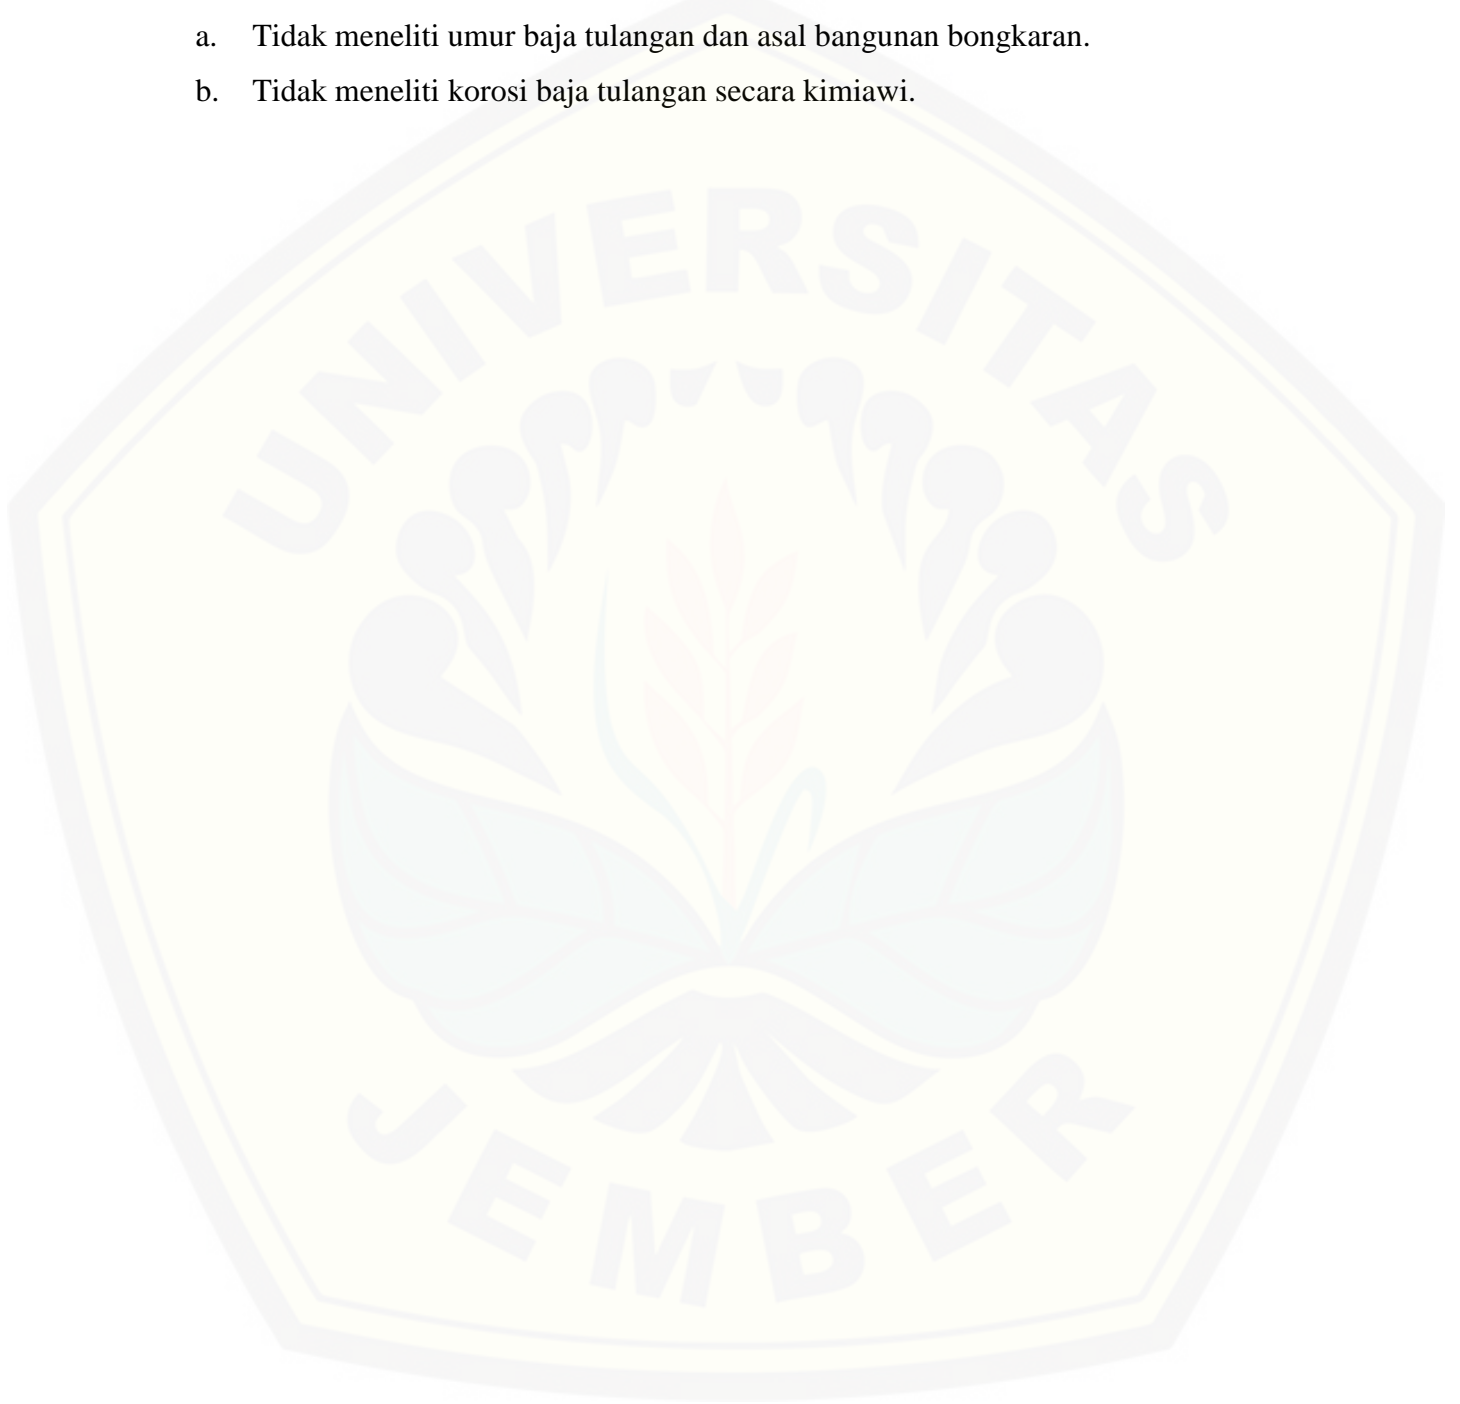 a. Tidak meneliti umur baja tulangan dan asal bangunan bongkaran.
b. Tidak meneliti korosi baja tulangan secara kimiawi.
UNIVERSITAS
JEMBER